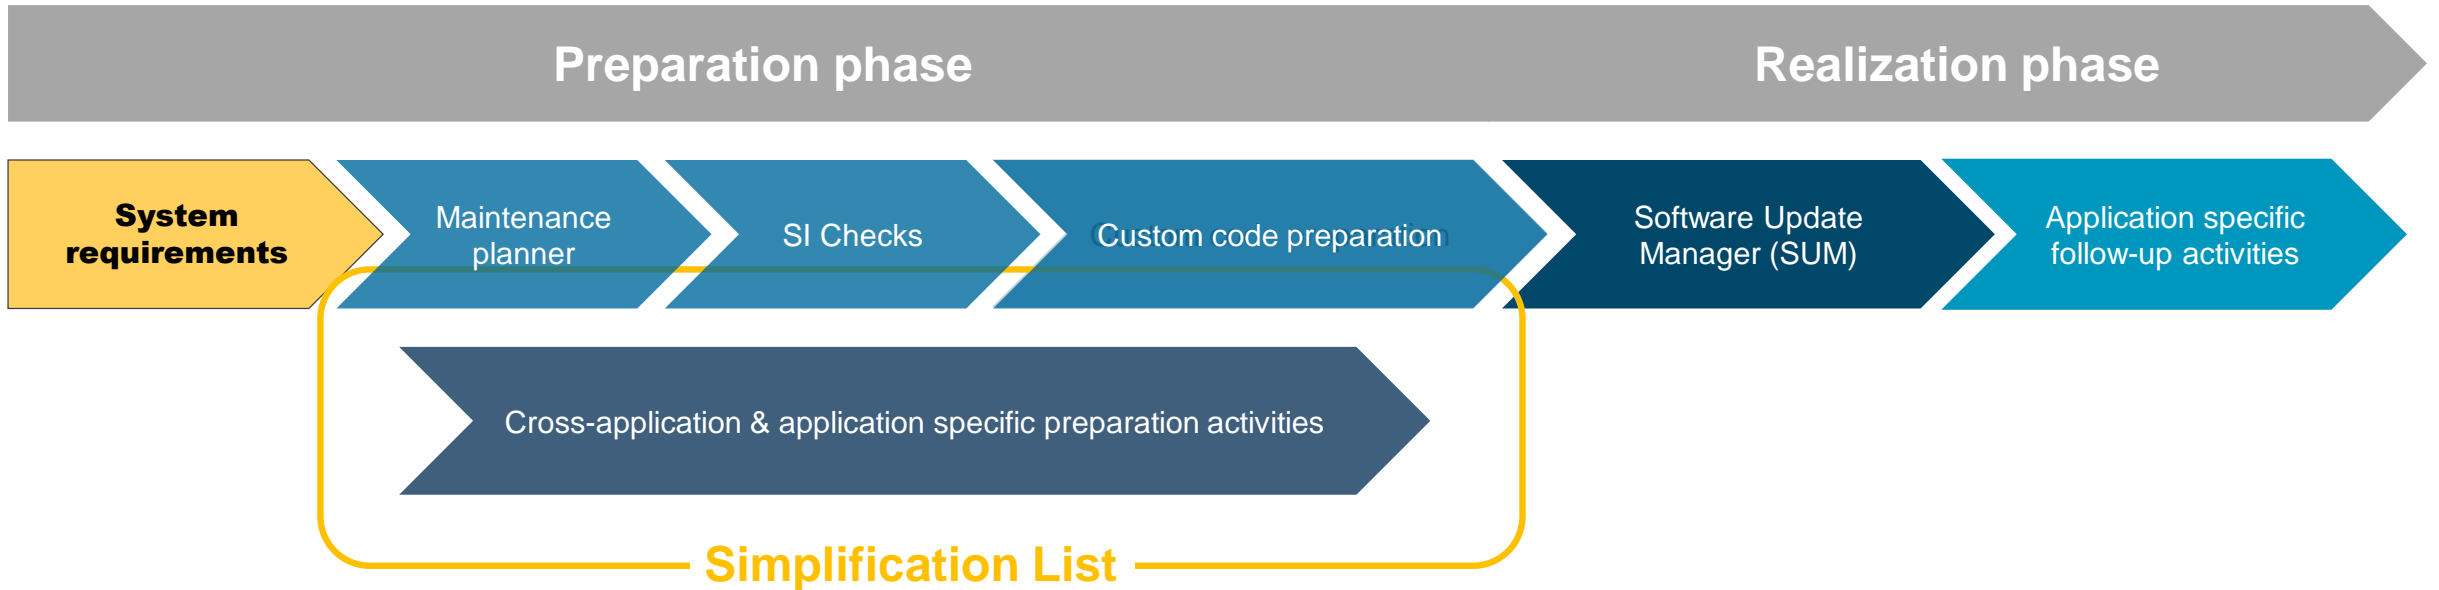 Preparation phase
Realization phase
System
requirements
Maintenance
planner
SI Checks
Custom code preparation
Software Update
Manager (SUM)
Application specific
follow-up activities
Cross-application & application specific preparation activities
Simplification List